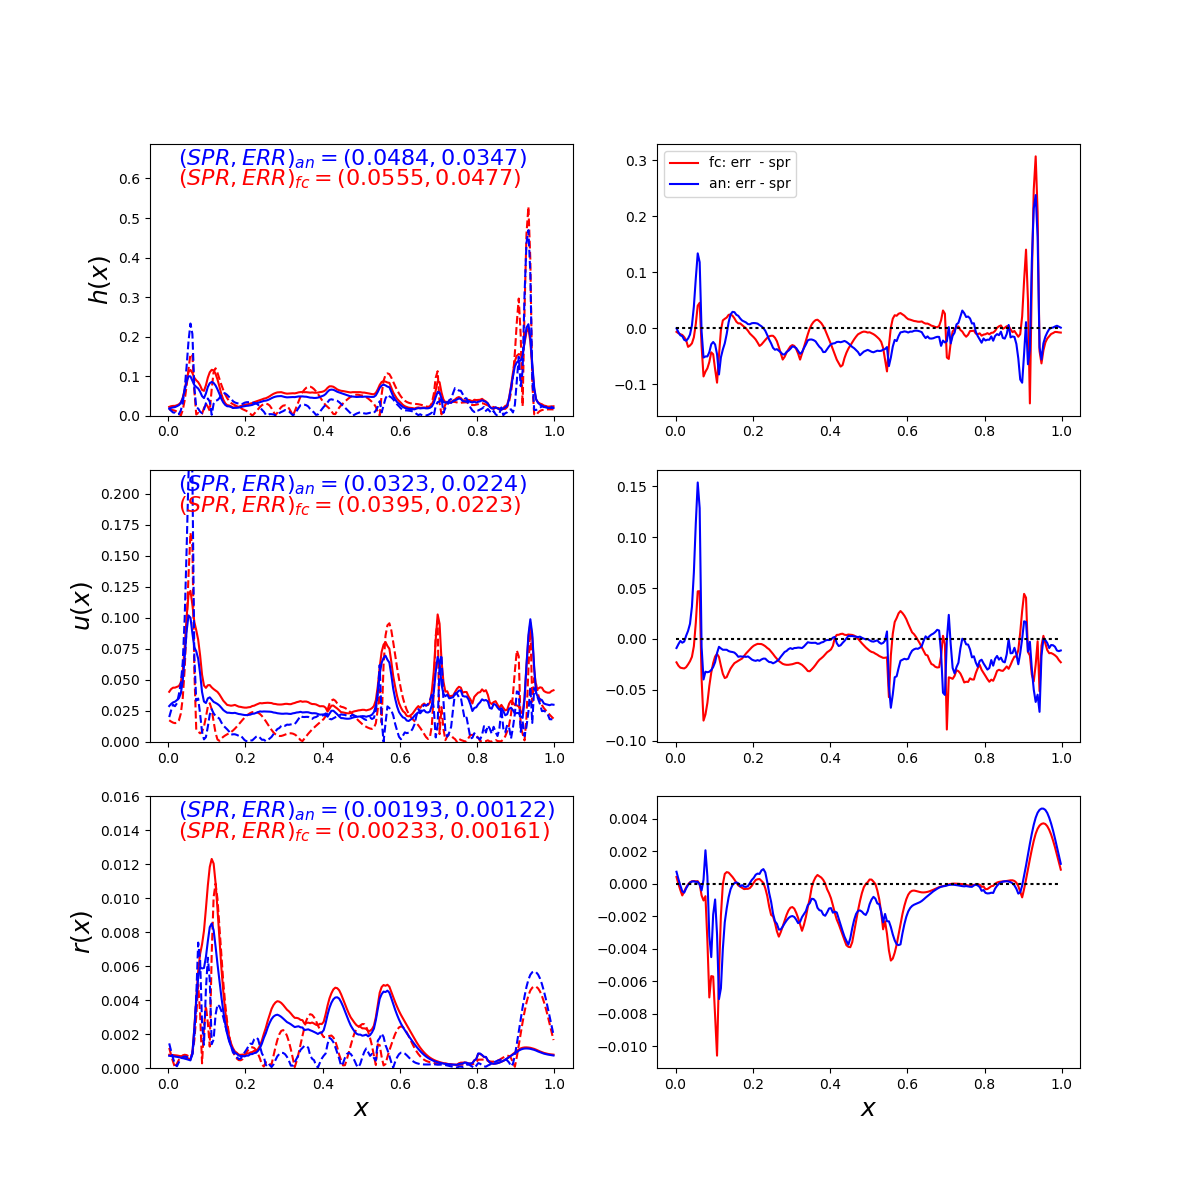 (SPR, ERR)an = (0.0484, 0.0347)
(SPR, ERR)fc = (0.0555, 0.0477)
h(x)
0.6
0.5
0.4
0.3
0.2
0.1
0.0
0.0 0.2 0.4 0.6 0.8 1.0
fc: err - spr
an: err - spr
0.3
0.2
0.1
0.0
−0.1
0.0 0.2 0.4 0.6 0.8 1.0
(SPR, ERR)an = (0.0323, 0.0224)
(SPR, ERR)fc = (0.0395, 0.0223)
u(x)
0.200
0.175
0.150
0.125
0.100
0.075
0.050
0.025
0.000
0.0 0.2 0.4 0.6 0.8 1.0
0.15
0.10
0.05
0.00
−0.05
−0.10
0.0 0.2 0.4 0.6 0.8 1.0
(SPR, ERR)an = (0.00193, 0.00122)
(SPR, ERR)fc = (0.00233, 0.00161)
r(x)
0.016
0.014
0.012
0.010
0.008
0.006
0.004
0.002
0.000
0.0 0.2 0.4 0.6 0.8 1.0
x
0.004
0.002
0.000
−0.002
−0.004
−0.006
−0.008
−0.010
0.0 0.2 0.4 0.6 0.8 1.0
x